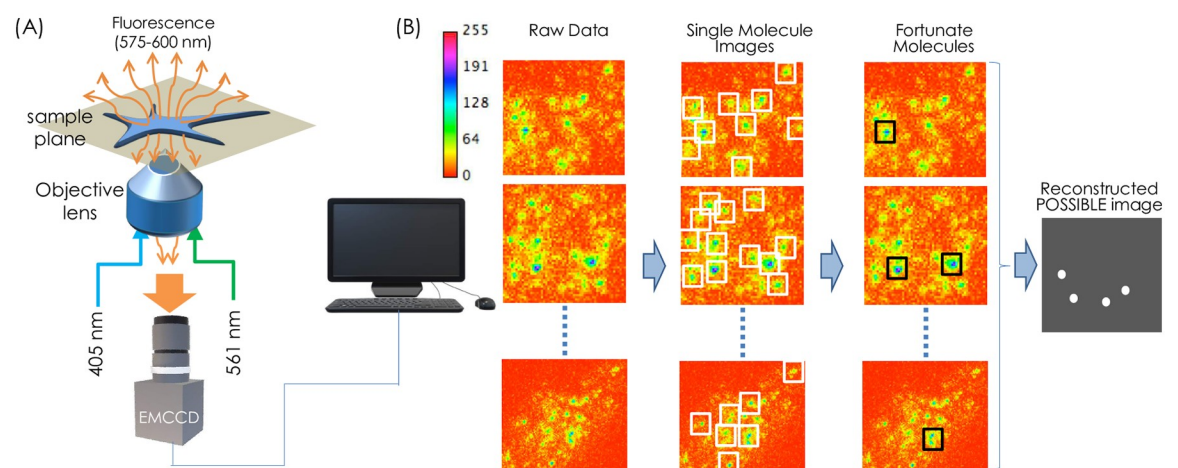 (A)
Fluorescence
(575-600 nm)
sample
plane
Objective
lens
405 nm
561 nm
EMCCD
(B)
255
191
128
64
0
Raw Data
Single Molecule
Images
Fortunate
Molecules
Reconstructed
POSSIBLE image